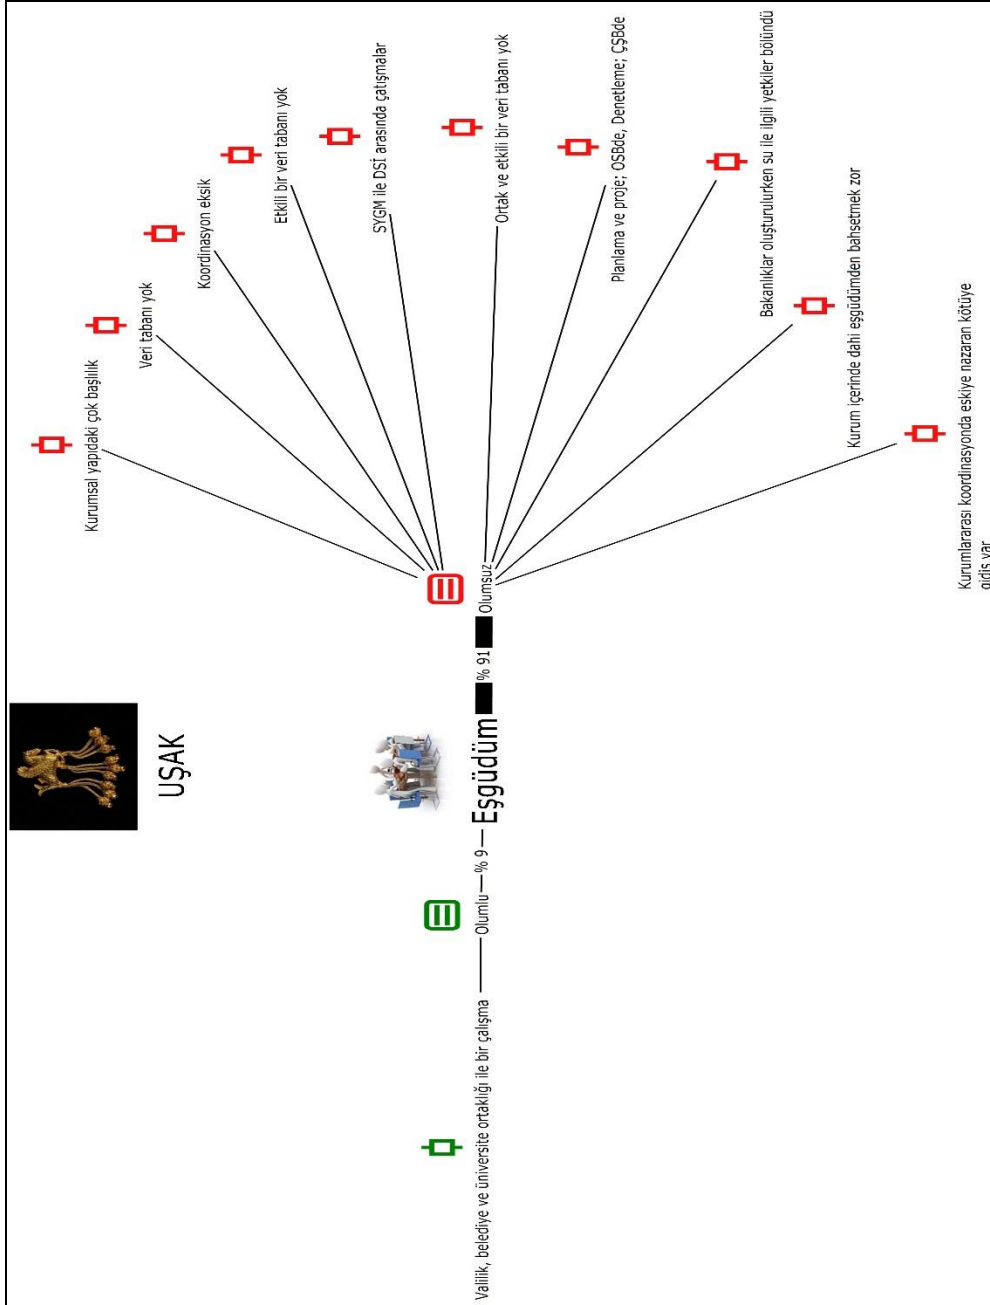 UŞAK
Eşgüdüm
% 9
Olumlu
Valilik, belediye ve üniversite ortaklığı ile bir çalışma
% 91
Olumsuz
Kurumsal yapıdaki çok başlılık
Veri tabanı yok
Koordinasyon eksik
Etkili bir veri tabanı yok
SYGM ile DSİ arasında çatışmalar
Ortak ve etkili bir veri tabanı yok
Planlama ve proje; OSBde, Denetleme; ÇŞBde
Bakanlıklar oluşturulurken su ile ilgili yetkiler bölündü
Kurum içerinde dahi eşgüdümden bahsetmek zor
Kurumlararası koordinasyonda eskiye nazaran kötüye
gidiş var